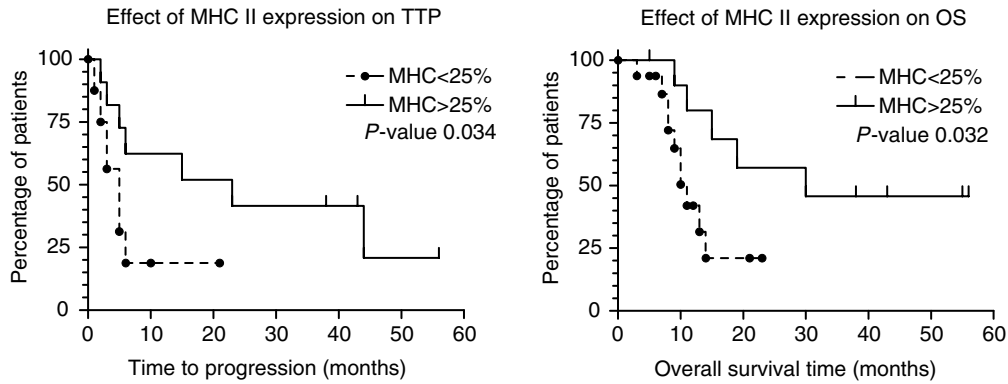 Effect of MHC II expression on TTP
100
75
50
25
0
Percentage of patients
MHC<25%
MHC>25%
P-value 0.034
0 10 20 30 40 50 60
Time to progression (months)
Effect of MHC II expression on OS
100
75
50
25
0
Percentage of patients
MHC<25%
MHC>25%
P-value 0.032
0 10 20 30 40 50 60
Overall survival time (months)